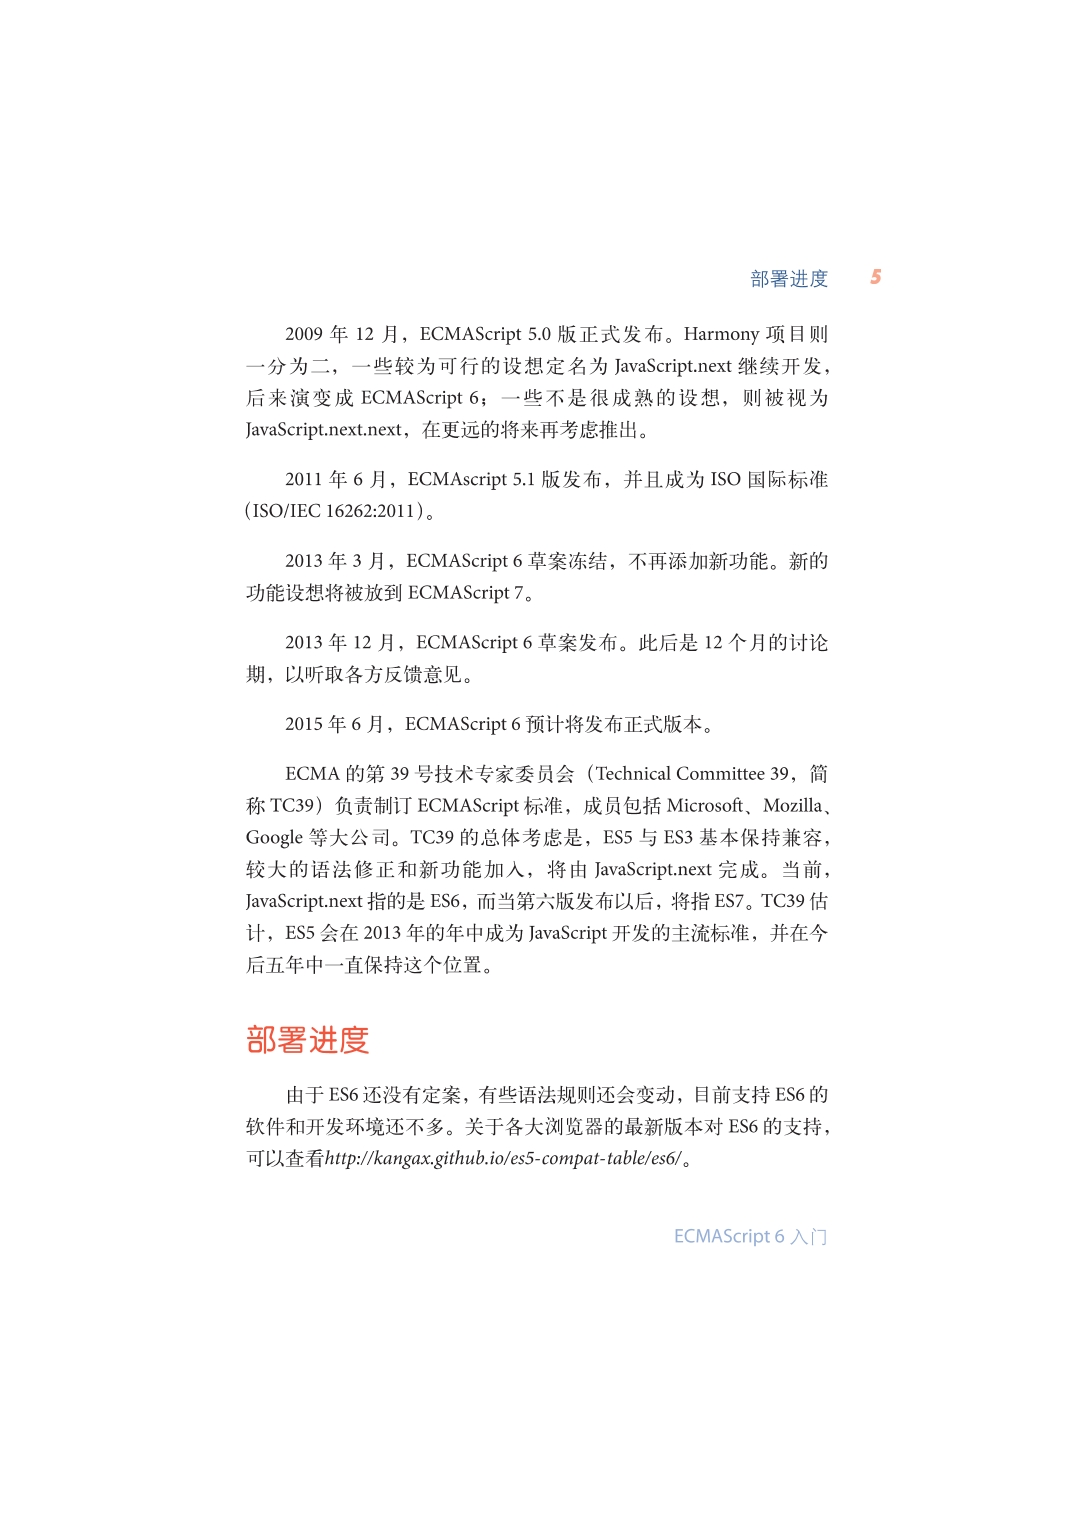 部署进度 5
2009 年 12 月，ECMAScript 5.0 版正式发布。Harmony 项目则
一分为二，一些较为可行的设想定名为 JavaScript.next 继续开发，
后来演变成 ECMAScript 6；一些不是很成熟的设想，则被视为
JavaScript.next.next，在更远的将来再考虑推出。
2011 年 6 月，ECMAscript 5.1 版发布，并且成为 ISO 国际标准
（ISO/IEC 16262:2011）。
2013 年 3 月，ECMAScript 6 草案冻结，不再添加新功能。新的
功能设想将被放到 ECMAScript 7。
2013 年 12 月，ECMAScript 6 草案发布。此后是 12 个月的讨论
期，以听取各方反馈意见。
2015 年 6 月，ECMAScript 6 预计将发布正式版本。
ECMA 的第 39 号技术专家委员会（Technical Committee 39，简
称 TC39）负责制订 ECMAScript 标准，成员包括 Microsoft、Mozilla、
Google 等大公司。TC39 的总体考虑是，ES5 与 ES3 基本保持兼容，
较大的语法修正和新功能加入，将由 JavaScript.next 完成。当前，
JavaScript.next 指的是 ES6，而当第六版发布以后，将指 ES7。TC39 估
计，ES5 会在 2013 年的年中成为 JavaScript 开发的主流标准，并在今
后五年中一直保持这个位置。
部署进度
由于 ES6 还没有定案，有些语法规则还会变动，目前支持 ES6 的
软件和开发环境还不多。关于各大浏览器的最新版本对 ES6 的支持，
可以查看http://kangax.github.io/es5-compat-table/es6/。
ECMAScript 6 入门